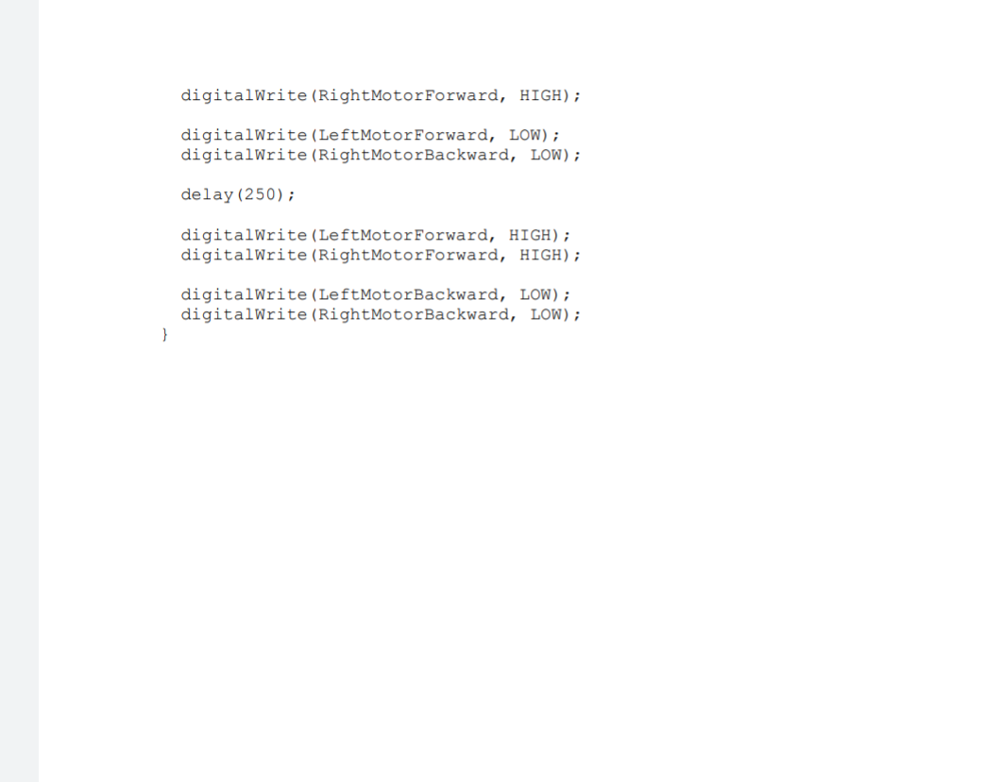 digitalWrite(RightMotorForward, HIGH);
digitalWrite(LeftMotorForward, LOW);
digitalWrite(RightMotorBackward, LOW);
delay(250);
digitalWrite(LeftMotorForward, HIGH);
digitalWrite(RightMotorForward, HIGH);
digitalWrite(LeftMotorBackward, LOW);
digitalWrite(RightMotorBackward, LOW);
}